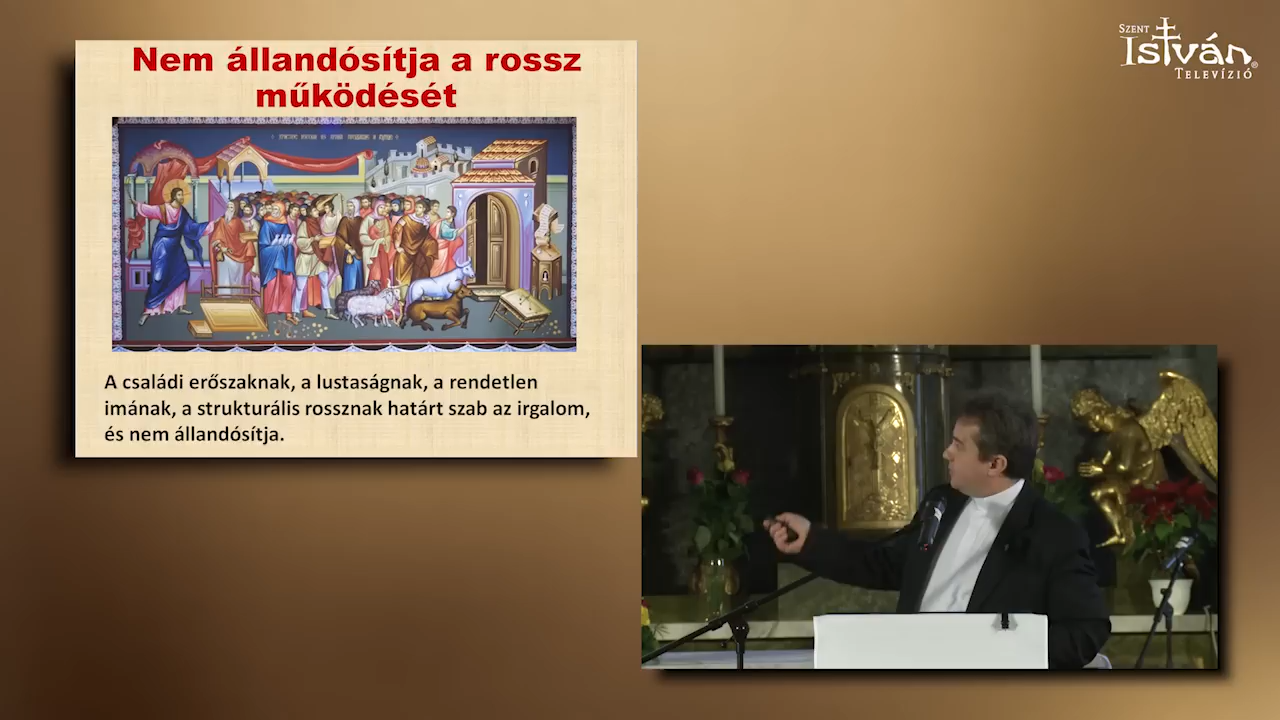 Nem állandósítja a rossz
működését
A családi erőszaknak, a lustaságnak, a rendetlen
imának, a strukturális rossznak határt szab az irgalom,
és nem állandósítja.
SZENT
ISTVÁN
TELEVÍZIÓ